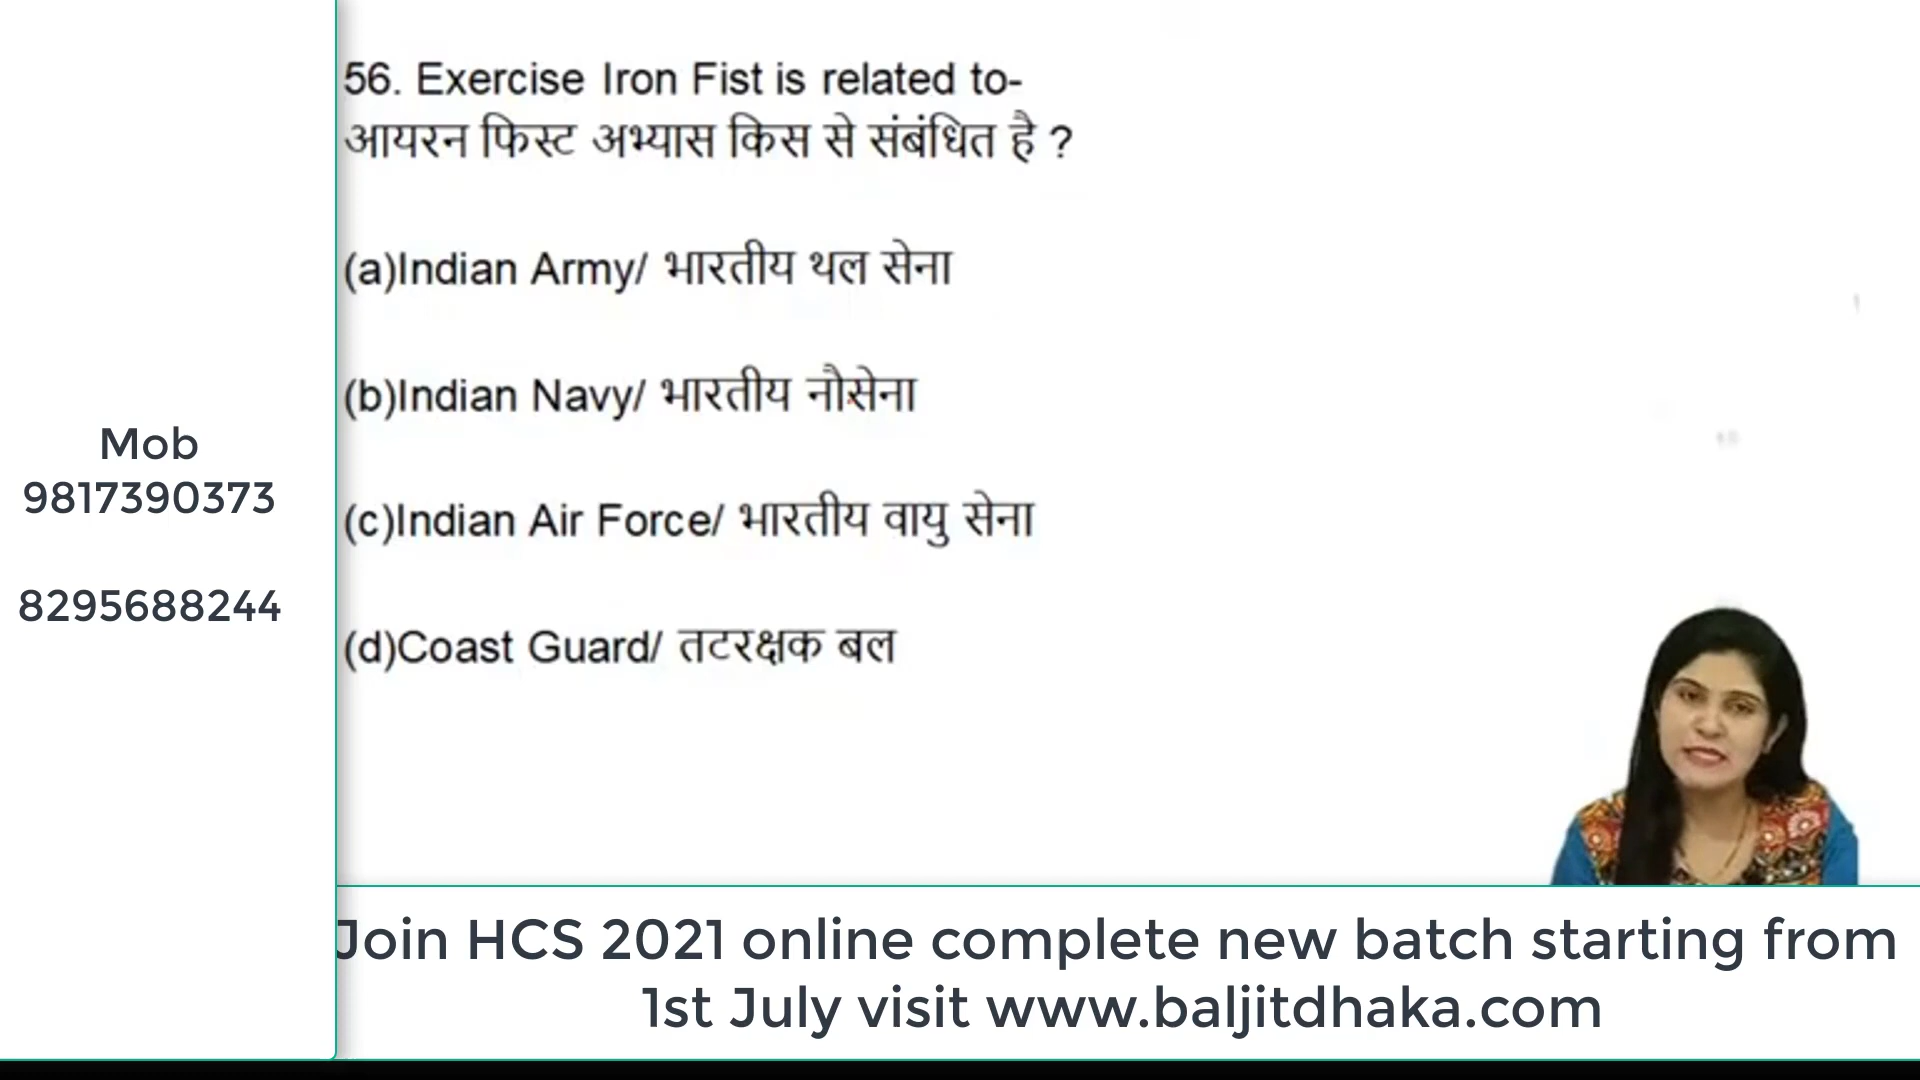 56. Exercise Iron Fist is related to-
आयरन फिस्ट अभ्यास किस से संबंधित है ?
(a)Indian Army/ भारतीय थल सेना
(b)Indian Navy/ भारतीय नौसेना
(c)Indian Air Force/ भारतीय वायु सेना
(d)Coast Guard/ तटरक्षक बल
Mob
9817390373
8295688244
Join HCS 2021 online complete new batch starting from
1st July visit www.baljitdhaka.com